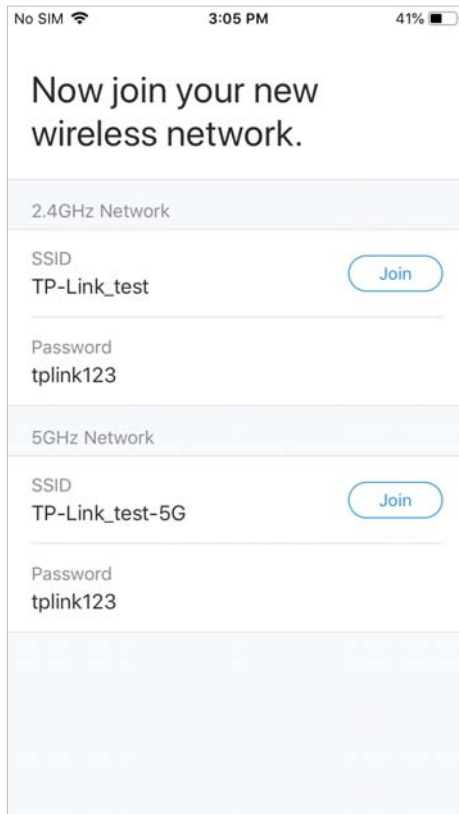 No SIM 3:05 PM 41%
Now join your new
wireless network.
2.4GHz Network
SSID
TP-Link_test
Join
Password
tplink123
5GHz Network
SSID
TP-Link_test-5G
Join
Password
tplink123